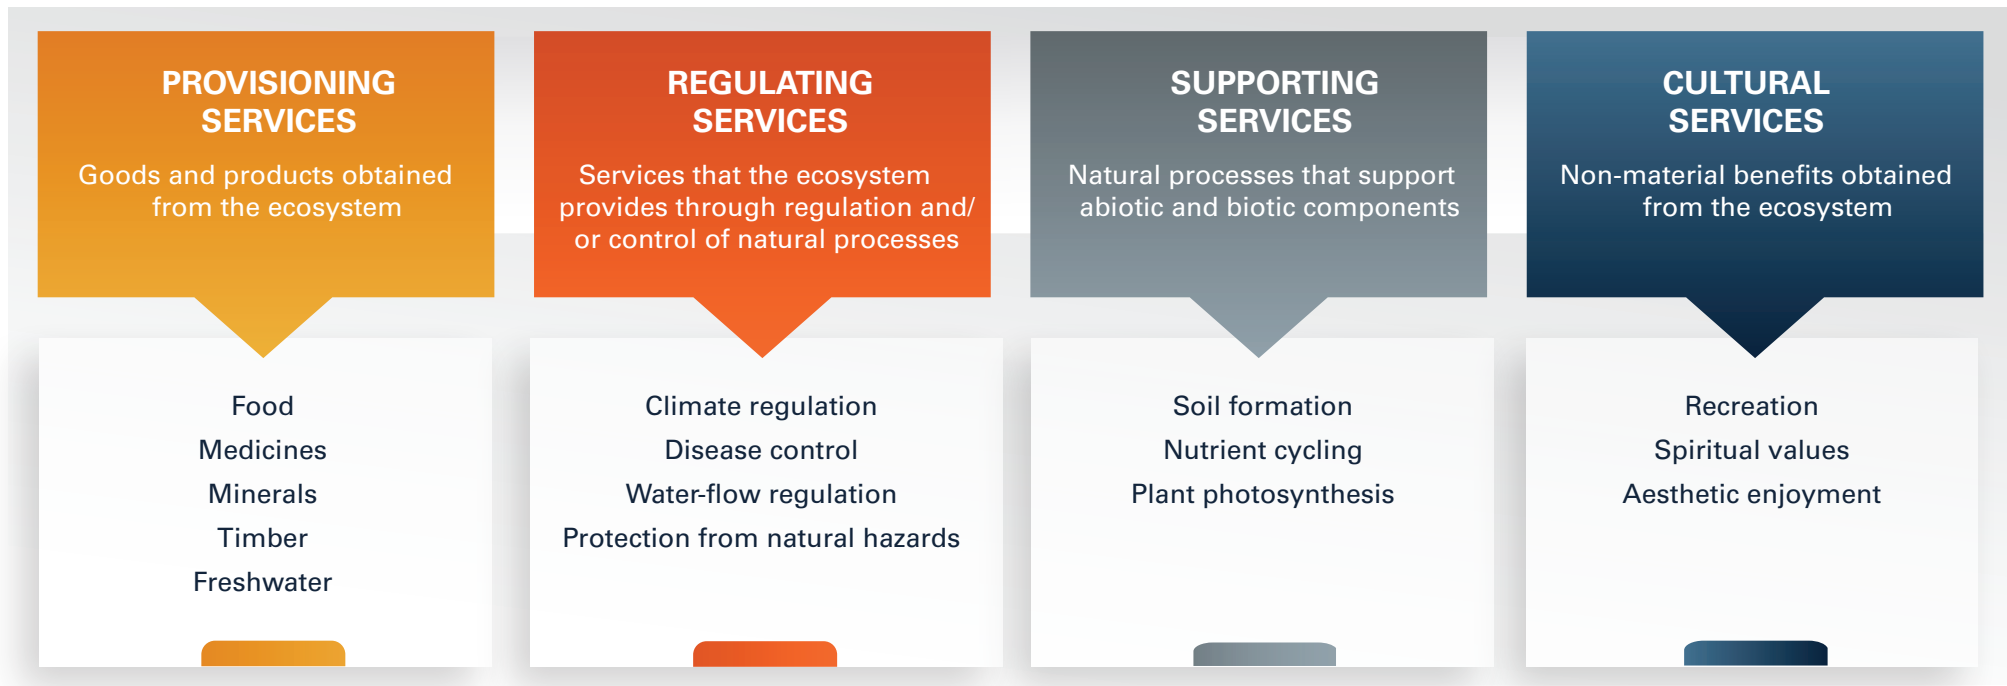 PROVISIONING
SERVICES
Goods and products obtained
from the ecosystem
Food
Medicines
Minerals
Timber
Freshwater
REGULATING
SERVICES
Services that the ecosystem
provides through regulation and/
or control of natural processes
Climate regulation
Disease control
Water-flow regulation
Protection from natural hazards
SUPPORTING
SERVICES
Natural processes that support
abiotic and biotic components
Soil formation
Nutrient cycling
Plant photosynthesis
CULTURAL
SERVICES
Non-material benefits obtained
from the ecosystem
Recreation
Spiritual values
Aesthetic enjoyment